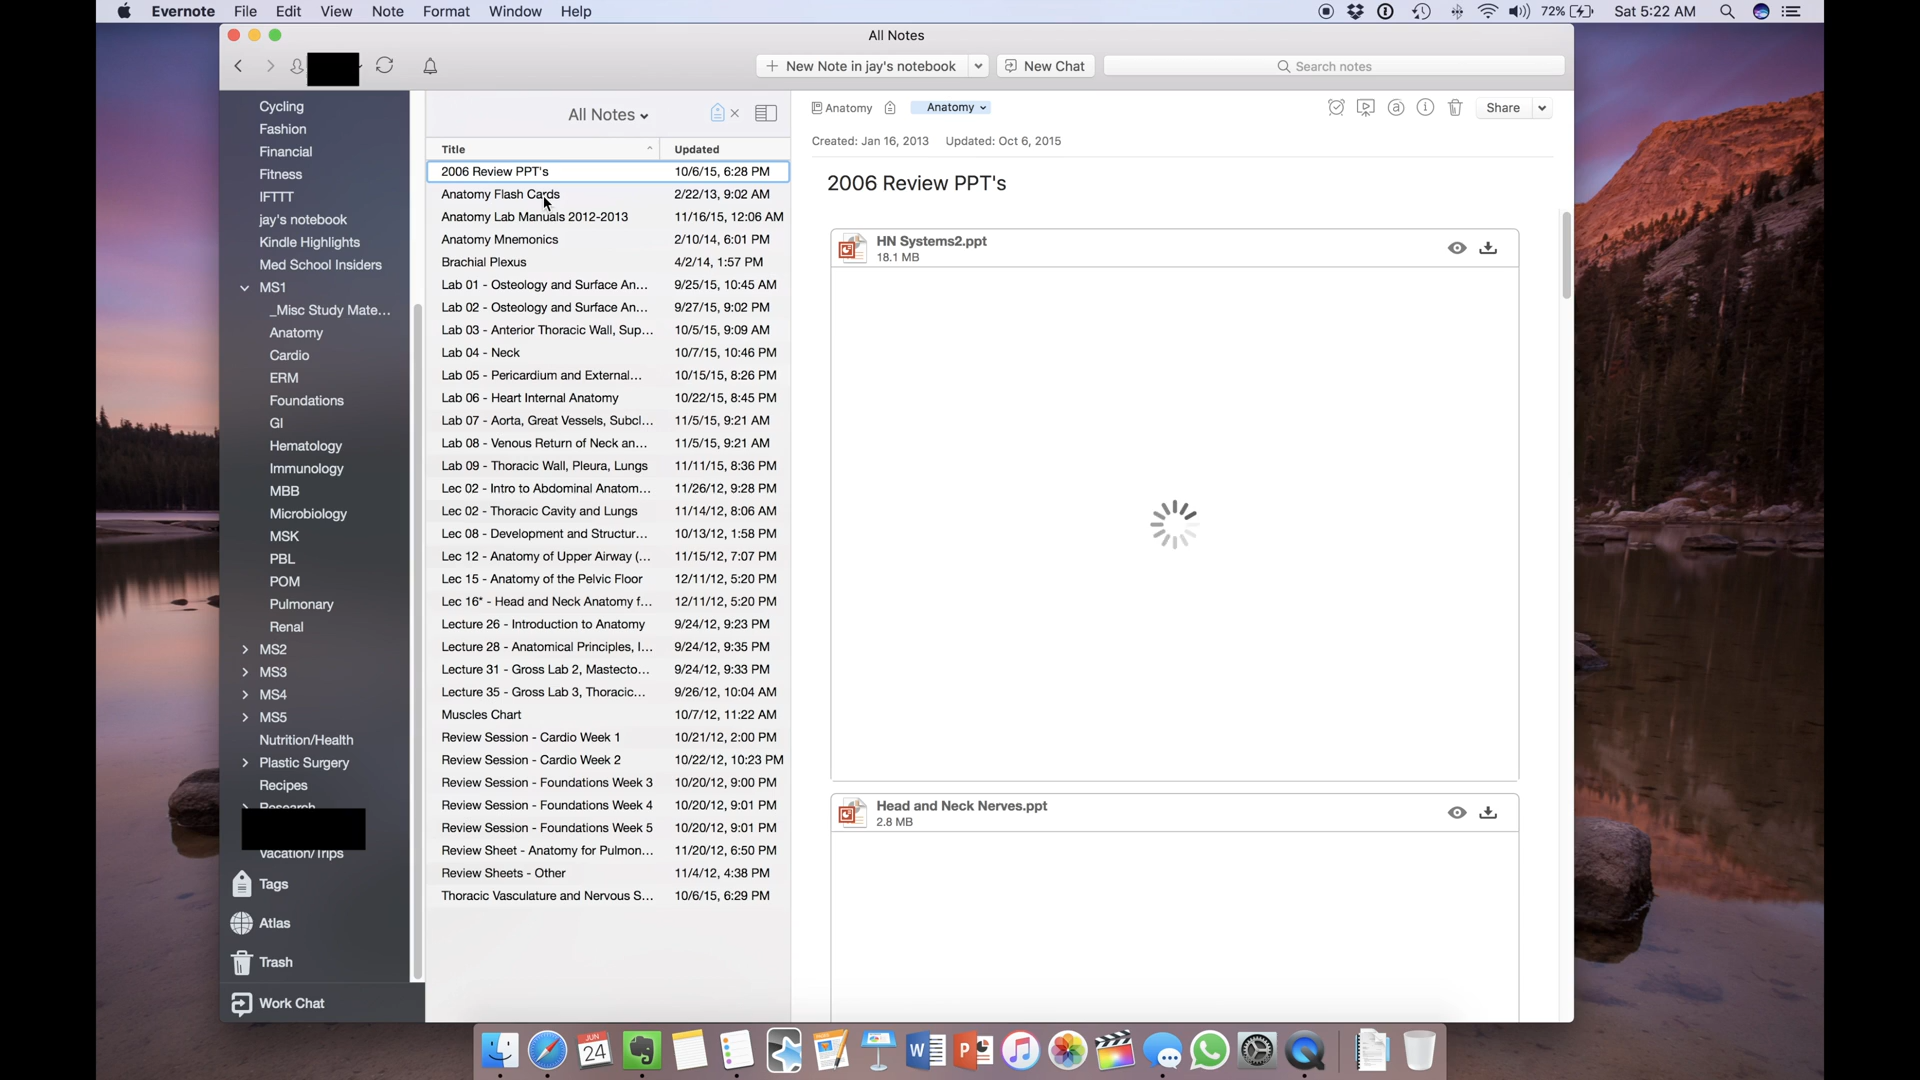 Evernote File Edit View Note Format Window Help
72% Sat 5:22 AM
All Notes
New Note in jay's notebook
New Chat
Search notes
Cycling
Fashion
Financial
Fitness
IFTTT
jay's notebook
Kindle Highlights
Med School Insiders
MS1
_Misc Study Mate...
Anatomy
Cardio
ERM
Foundations
GI
Hematology
Immunology
MBB
Microbiology
MSK
PBL
POM
Pulmonary
Renal
MS2
MS3
MS4
MS5
Nutrition/Health
Plastic Surgery
Recipes
Research
Vacation/Trips
Tags
Atlas
Trash
Work Chat
All Notes
Title Updated
2006 Review PPT's 10/6/15, 6:28 PM
Anatomy Flash Cards 2/22/13, 9:02 AM
Anatomy Lab Manuals 2012-2013 11/16/15, 12:06 AM
Anatomy Mnemonics 2/10/14, 6:01 PM
Brachial Plexus 4/2/14, 1:57 PM
Lab 01 - Osteology and Surface An... 9/25/15, 10:45 AM
Lab 02 - Osteology and Surface An... 9/27/15, 9:02 PM
Lab 03 - Anterior Thoracic Wall, Sup... 10/5/15, 9:09 AM
Lab 04 - Neck 10/7/15, 10:46 PM
Lab 05 - Pericardium and External... 10/15/15, 8:26 PM
Lab 06 - Heart Internal Anatomy 10/22/15, 8:45 PM
Lab 07 - Aorta, Great Vessels, Subcl... 11/5/15, 9:21 AM
Lab 08 - Venous Return of Neck an... 11/5/15, 9:21 AM
Lab 09 - Thoracic Wall, Pleura, Lungs 11/11/15, 8:36 PM
Lec 02 - Intro to Abdominal Anatom... 11/26/12, 9:28 PM
Lec 02 - Thoracic Cavity and Lungs 11/14/12, 8:06 AM
Lec 08 - Development and Structur... 10/13/12, 1:58 PM
Lec 12 - Anatomy of Upper Airway (... 11/15/12, 7:07 PM
Lec 15 - Anatomy of the Pelvic Floor 12/11/12, 5:20 PM
Lec 16* - Head and Neck Anatomy f... 12/11/12, 5:20 PM
Lecture 26 - Introduction to Anatomy 9/24/12, 9:23 PM
Lecture 28 - Anatomical Principles, I... 9/24/12, 9:35 PM
Lecture 31 - Gross Lab 2, Mastecto... 9/24/12, 9:33 PM
Lecture 35 - Gross Lab 3, Thoracic... 9/26/12, 10:04 AM
Muscles Chart 10/7/12, 11:22 AM
Review Session - Cardio Week 1 10/21/12, 2:00 PM
Review Session - Cardio Week 2 10/22/12, 10:23 PM
Review Session - Foundations Week 3 10/20/12, 9:00 PM
Review Session - Foundations Week 4 10/20/12, 9:01 PM
Review Session - Foundations Week 5 10/20/12, 9:01 PM
Review Sheet - Anatomy for Pulmon... 11/20/12, 6:50 PM
Review Sheets - Other 11/4/12, 4:38 PM
Thoracic Vasculature and Nervous S... 10/6/15, 6:29 PM
Anatomy Anatomy Share
Created: Jan 16, 2013 Updated: Oct 6, 2015
2006 Review PPT's
HN Systems2.ppt
18.1 MB
Head and Neck Nerves.ppt
2.8 MB
JUN
24